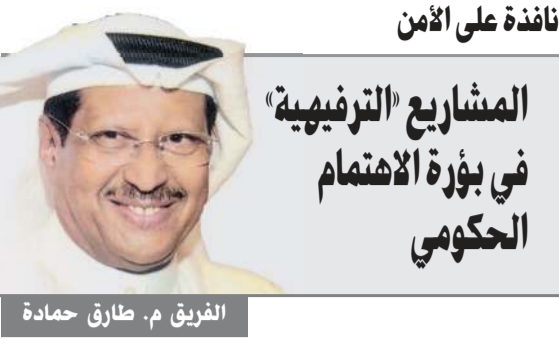 نافذة على الأمن
المشاريع «الترفيهية»
في بؤرة الاهتمام
الحكومي
الفريق م. طارق حمادة